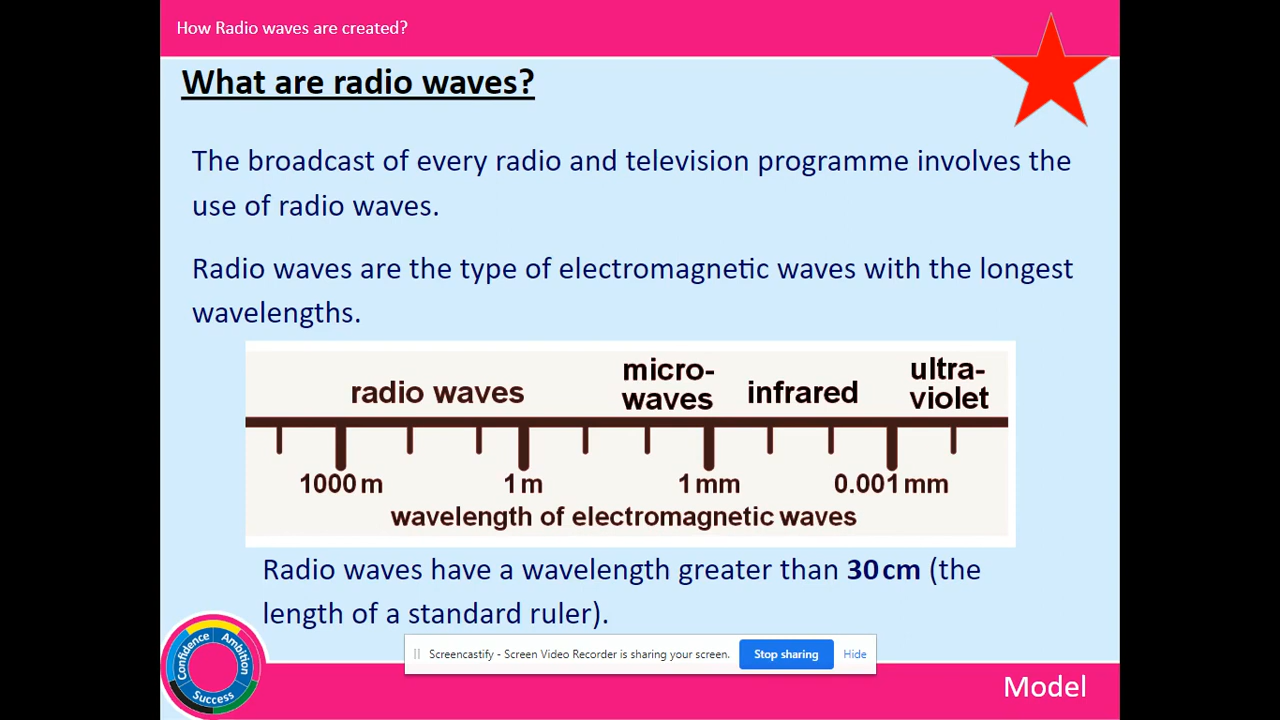 How Radio waves are created?
What are radio waves?
The broadcast of every radio and television programme involves the
use of radio waves.
Radio waves are the type of electromagnetic waves with the longest
wavelengths.
radio waves
micro-
waves
infrared
ultra-
violet
1000 m
1 m
1 mm
0.001 mm
wavelength of electromagnetic waves
Radio waves have a wavelength greater than 30 cm (the
length of a standard ruler).
Screencastify - Screen Video Recorder is sharing your screen.
Stop sharing
Hide
Confidence
Ambition
Success
Model